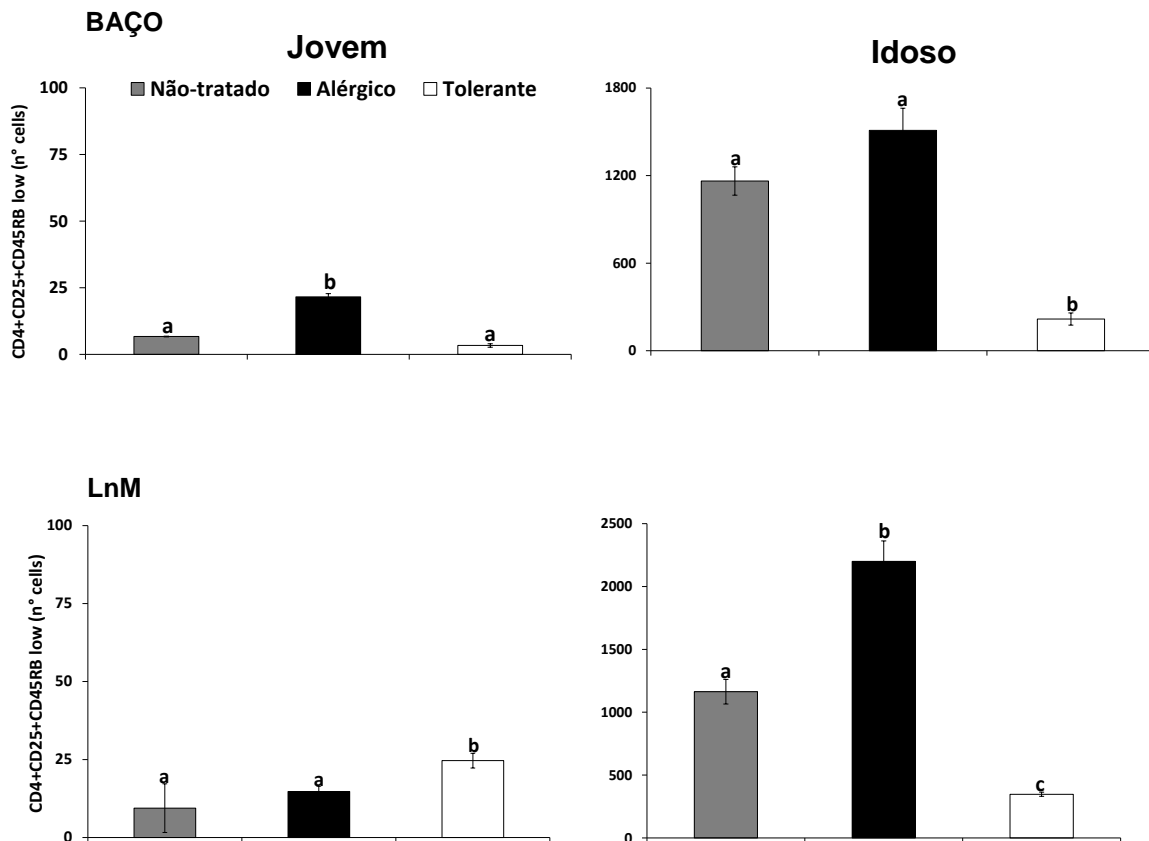 BAÇO
Jovem
Idoso
Não-tratado Alérgico Tolerante
CD4+CD25+CD45RB low (n° cells)
100
75
50
25
0
a
b
a
1800
1200
600
0
a
a
b
LnM
CD4+CD25+CD45RB low (n° cells)
100
75
50
25
0
a
a
b
2500
2000
1500
1000
500
0
a
b
c